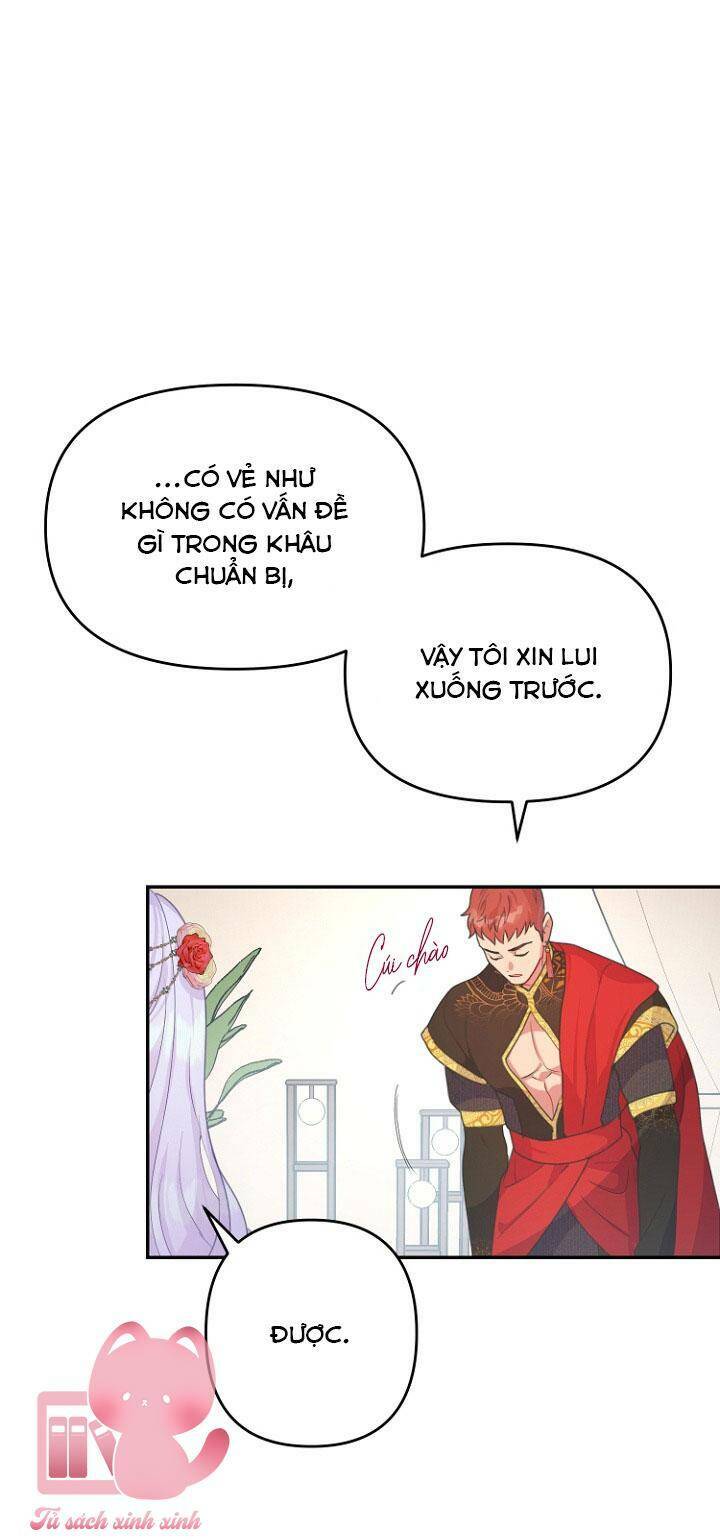 ...CÓ VẺ NHƯ
KHÔNG CÓ VẤN ĐỀ
GÌ TRONG KHÂU
CHUẨN BỊ,
VẬY TÔI XIN LUI
XUỐNG TRƯỚC.
Cúi chào
ĐƯỢC.
Tủ sách xinh xinh